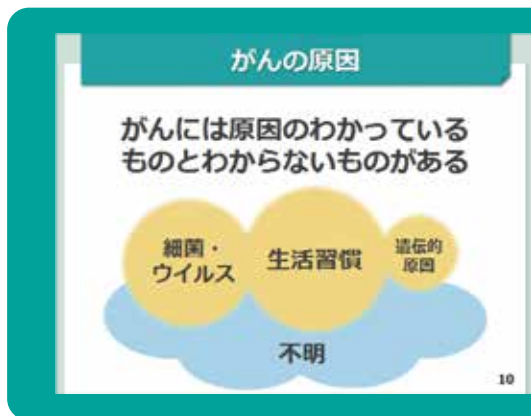 がんの原因
がんには原因のわかっている
ものとわからないものがある
細菌・
ウイルス
生活習慣
遺伝的
原因
不明
10